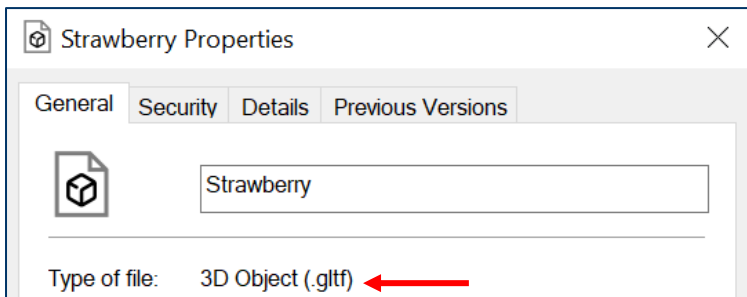 Strawberry Properties
General Security Details Previous Versions
Strawberry
Type of file: 3D Object (.gltf)